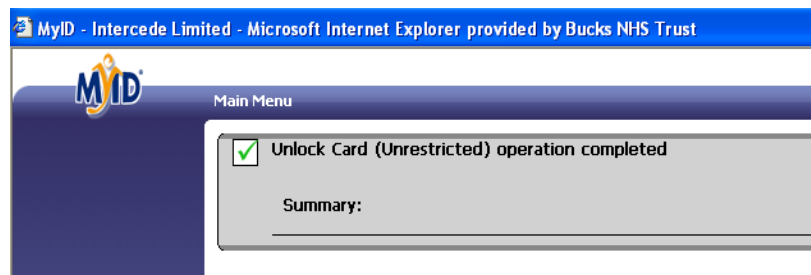 MyID - Intercede Limited - Microsoft Internet Explorer provided by Bucks NHS Trust
MyID
Main Menu
Unlock Card (Unrestricted) operation completed
Summary: